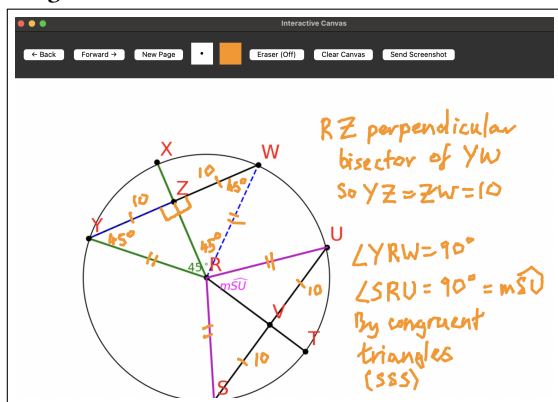 Interactive Canvas
← Back Forward → New Page Eraser (Off) Clear Canvas Send Screenshot
X
W
RZ perpendicular
bisector of YW
So YZ = ZW = 10
10
10
45°
Z
Y
45°
45°
U
∠YRW = 90°
45°
R
mSU
∠SRU = 90° = mSU
10
V
By congruent
T
triangles
10
(SSS)
S